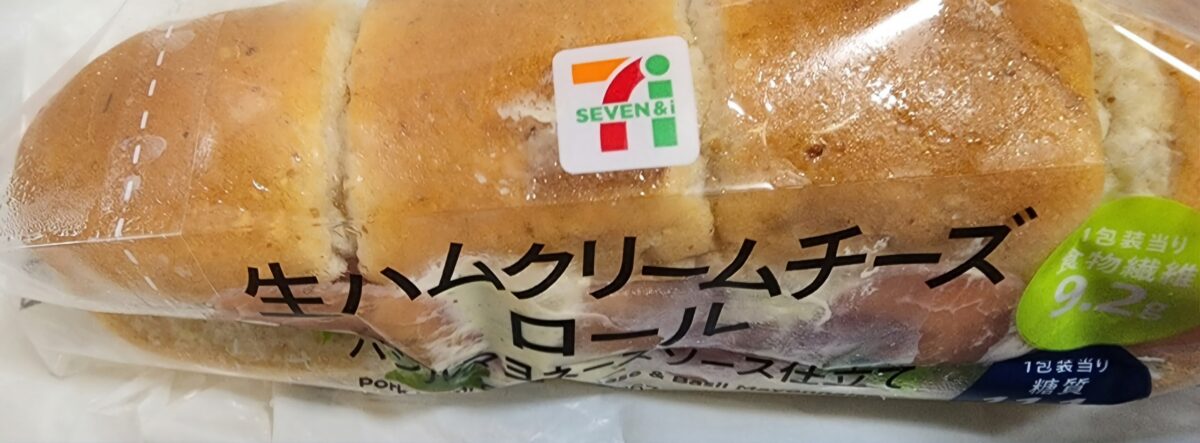 SEVEN&i
生ハムクリームチーズ
ロール
バジルマヨネーズソース仕立て
& Basil
1包装当り
食物繊維
9.2g
1包装当り
糖質